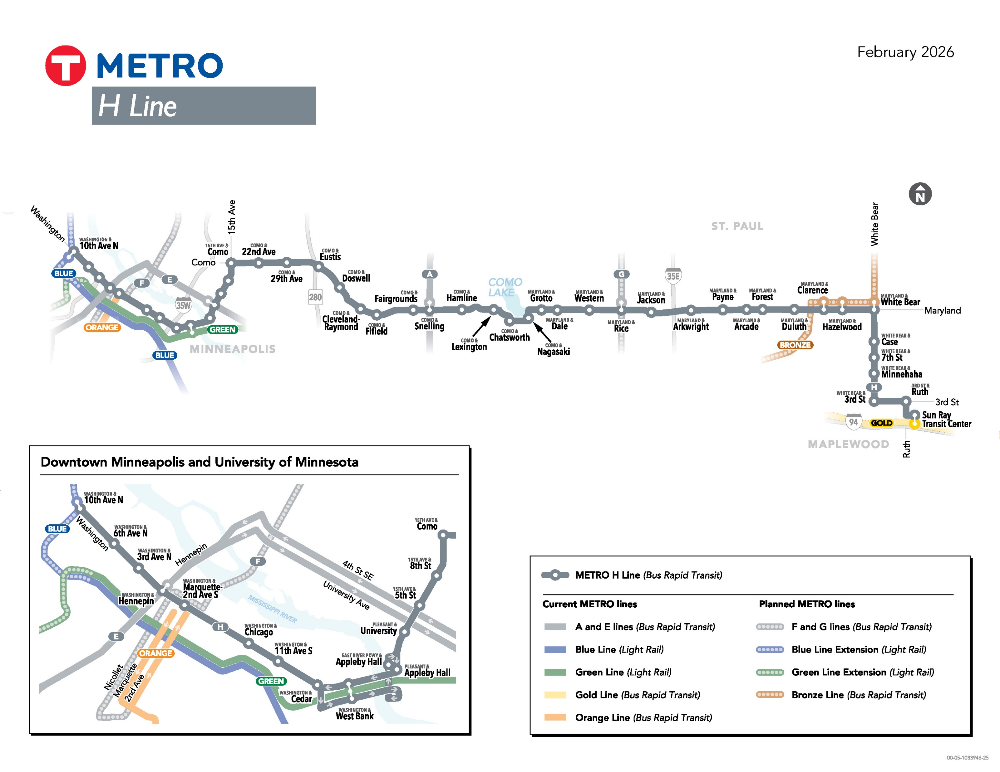 T METRO
H Line
February 2026
N
Washington
WASHINGTON &
10th Ave N
BLUE
ORANGE
F
E
35W
GREEN
BLUE
MINNEAPOLIS
15th Ave
15TH AVE &
Como
Como
COMO &
22nd Ave
COMO &
29th Ave
COMO &
Eustis
280
COMO &
Doswell
COMO &
Cleveland-
Raymond
COMO &
Fifield
COMO &
Fairgrounds
A
COMO &
Snelling
COMO &
Hamline
COMO &
Lexington
COMO
LAKE
COMO &
Chatsworth
COMO &
Nagasaki
MARYLAND &
Grotto
MARYLAND &
Dale
MARYLAND &
Western
G
MARYLAND &
Rice
MARYLAND &
Jackson
35E
ST. PAUL
MARYLAND &
Arkwright
MARYLAND &
Payne
MARYLAND &
Arcade
MARYLAND &
Forest
MARYLAND &
Duluth
BRONZE
MARYLAND &
Clarence
MARYLAND &
Hazelwood
White Bear
MARYLAND &
White Bear
Maryland
WHITE BEAR &
Case
WHITE BEAR &
7th St
WHITE BEAR &
Minnehaha
H
WHITE BEAR &
3rd St
3RD ST &
Ruth
3rd St
94
GOLD
Sun Ray
Transit Center
MAPLEWOOD
Ruth
Downtown Minneapolis and University of Minnesota
WASHINGTON &
10th Ave N
BLUE
Washington
WASHINGTON &
6th Ave N
WASHINGTON &
3rd Ave N
Hennepin
WASHINGTON &
Hennepin
WASHINGTON &
Marquette-
2nd Ave S
F
MISSISSIPPI RIVER
4th St SE
University Ave
15TH AVE &
Como
15TH AVE &
8th St
15TH AVE &
5th St
PLEASANT &
University
E
H
WASHINGTON &
Chicago
WASHINGTON &
11th Ave S
ORANGE
Nicollet
Marquette
2nd Ave
GREEN
EAST RIVER PKWY &
Appleby Hall
PLEASANT &
Appleby Hall
WASHINGTON &
Cedar
WASHINGTON &
West Bank
METRO H Line (Bus Rapid Transit)
Current METRO lines
A and E lines (Bus Rapid Transit)
Blue Line (Light Rail)
Green Line (Light Rail)
Gold Line (Bus Rapid Transit)
Orange Line (Bus Rapid Transit)
Planned METRO lines
F and G lines (Bus Rapid Transit)
Blue Line Extension (Light Rail)
Green Line Extension (Light Rail)
Bronze Line (Bus Rapid Transit)
00-05-1033946-25